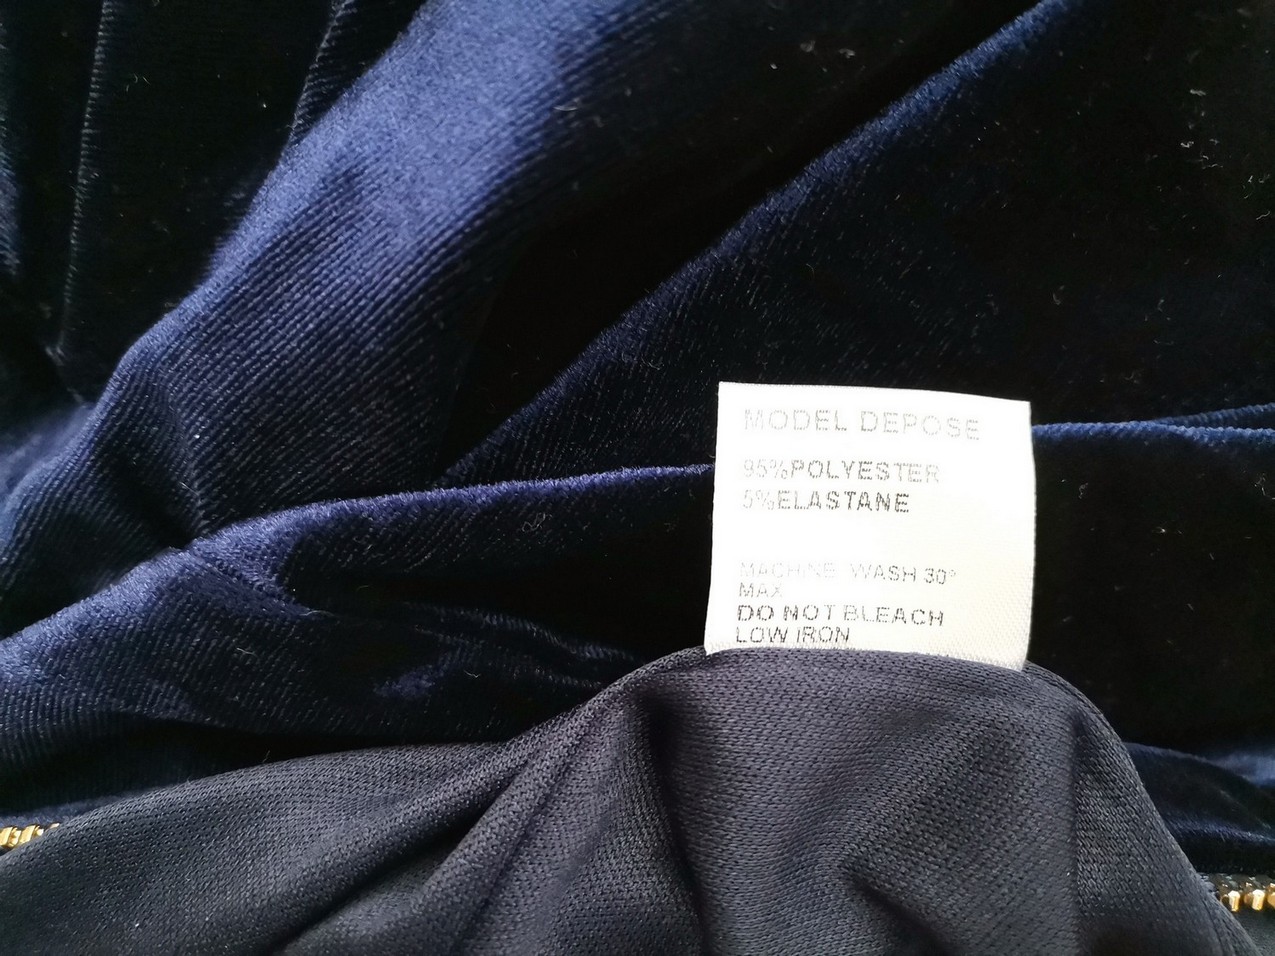 MODEL DEPOSE
95%POLYESTER
5%ELASTANE
MACHINE WASH 30°
MAX
DO NOT BLEACH
LOW IRON